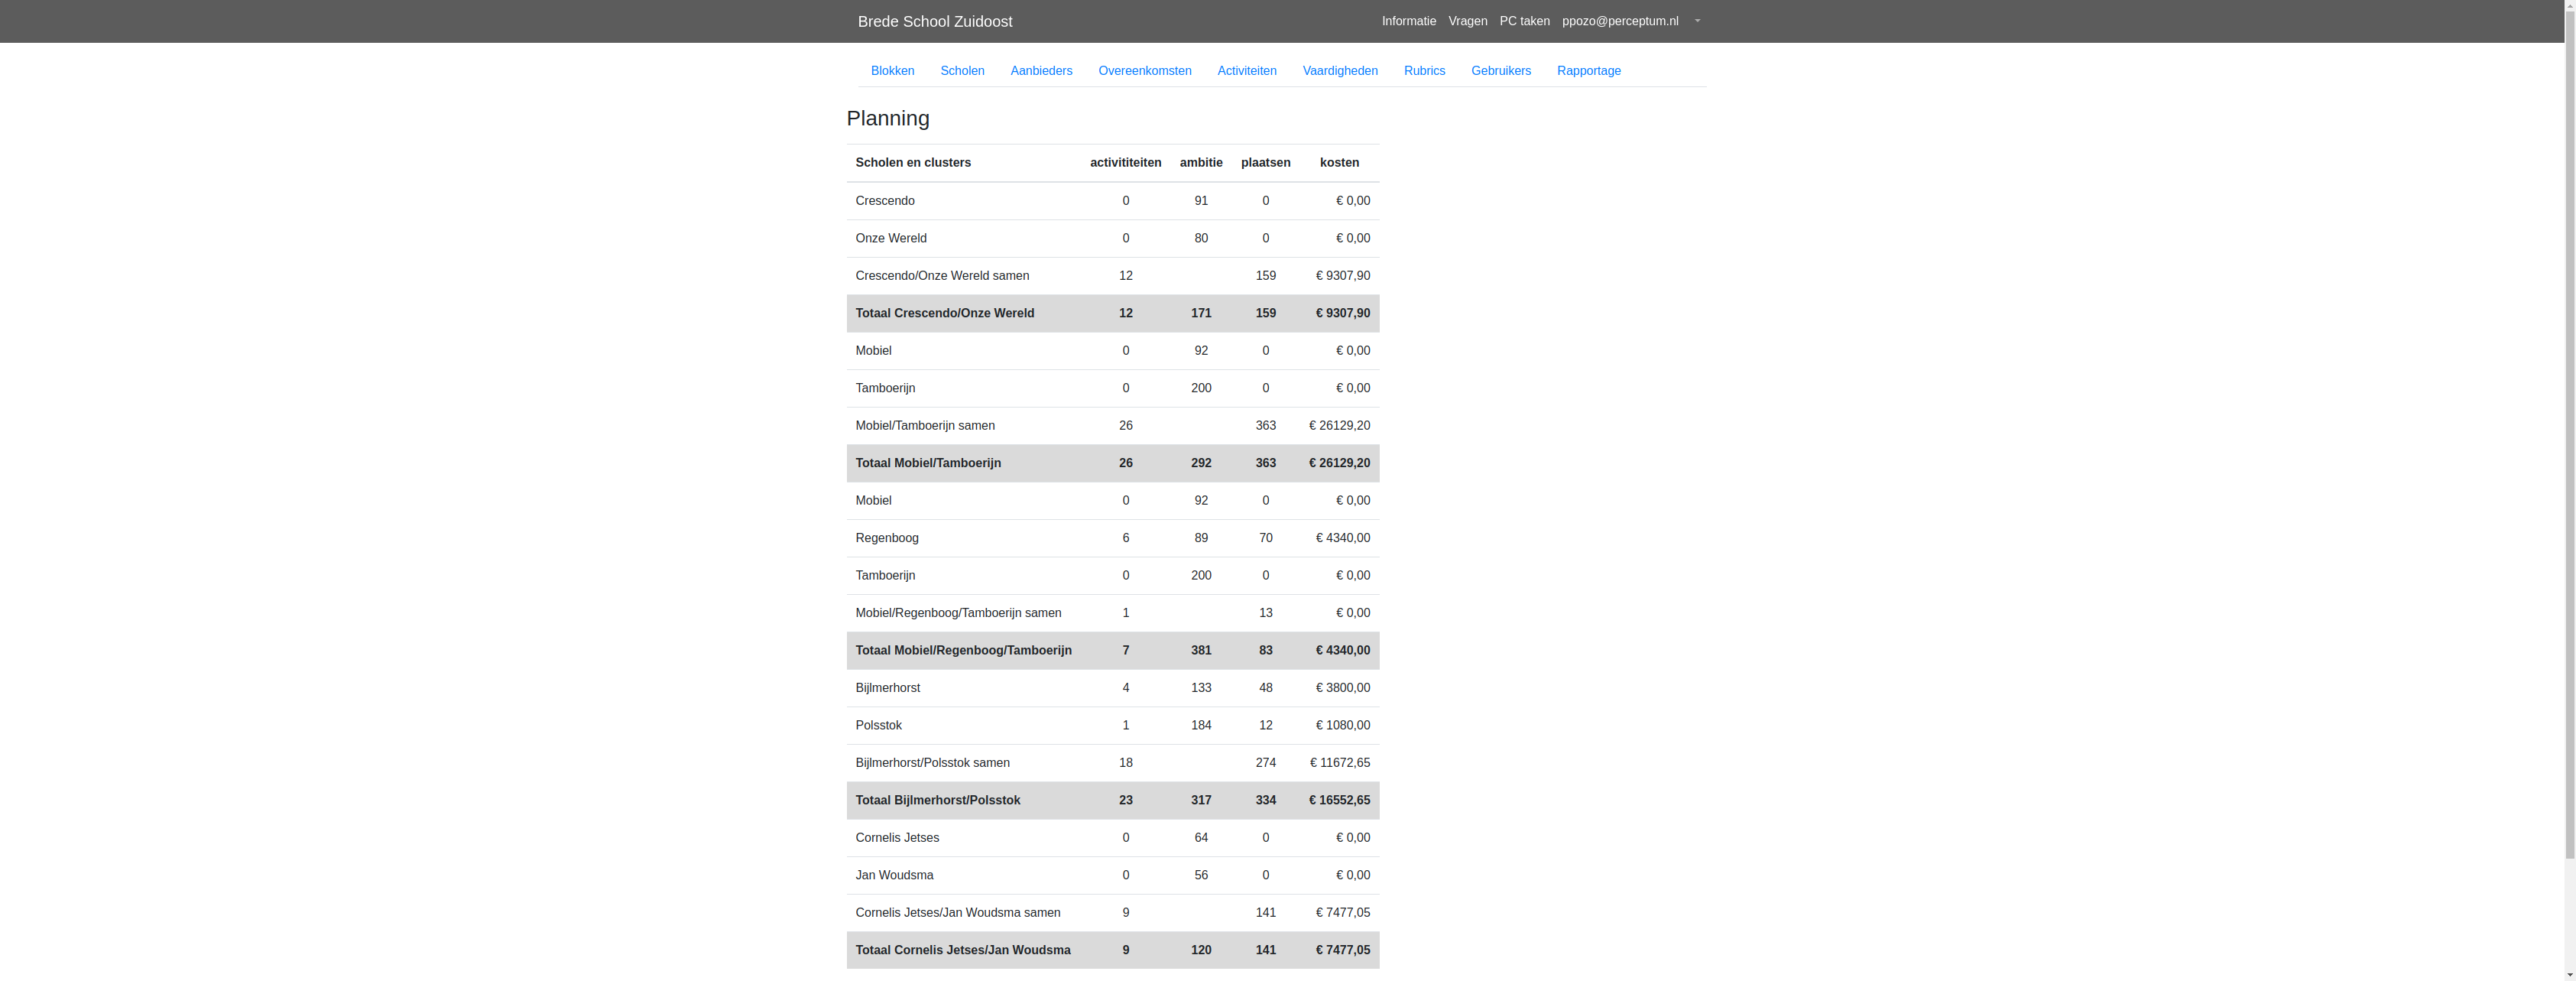 Brede School Zuidoost Informatie Vragen PC taken ppozo@perceptum.nl
Blokken Scholen Aanbieders Overeenkomsten Activiteiten Vaardigheden Rubrics Gebruikers Rapportage
Planning
Scholen en clusters activititeiten ambitie plaatsen kosten
Crescendo 0 91 0 € 0,00
Onze Wereld 0 80 0 € 0,00
Crescendo/Onze Wereld samen 12 159 € 9307,90
Totaal Crescendo/Onze Wereld 12 171 159 € 9307,90
Mobiel 0 92 0 € 0,00
Tamboerijn 0 200 0 € 0,00
Mobiel/Tamboerijn samen 26 363 € 26129,20
Totaal Mobiel/Tamboerijn 26 292 363 € 26129,20
Mobiel 0 92 0 € 0,00
Regenboog 6 89 70 € 4340,00
Tamboerijn 0 200 0 € 0,00
Mobiel/Regenboog/Tamboerijn samen 1 13 € 0,00
Totaal Mobiel/Regenboog/Tamboerijn 7 381 83 € 4340,00
Bijlmerhorst 4 133 48 € 3800,00
Polsstok 1 184 12 € 1080,00
Bijlmerhorst/Polsstok samen 18 274 € 11672,65
Totaal Bijlmerhorst/Polsstok 23 317 334 € 16552,65
Cornelis Jetses 0 64 0 € 0,00
Jan Woudsma 0 56 0 € 0,00
Cornelis Jetses/Jan Woudsma samen 9 141 € 7477,05
Totaal Cornelis Jetses/Jan Woudsma 9 120 141 € 7477,05